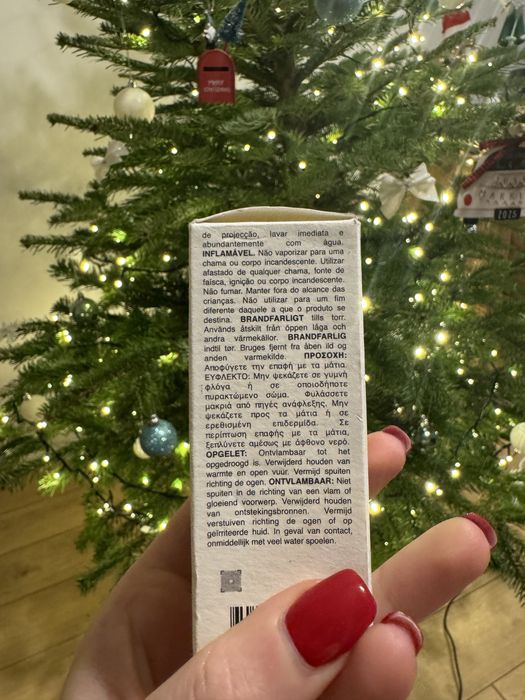 MERRY
CHRISTMAS
2025
de projecção, lavar imediata e
abundantemente com água.
INFLAMÁVEL. Não vaporizar para uma
chama ou corpo incandescente. Utilizar
afastado de qualquer chama, fonte de
faísca, ignição ou corpo incandescente.
Não fumar. Manter fora do alcance das
crianças. Não utilizar para um fim
diferente daquele a que o produto se
destina. BRANDFARLIGT tills torr.
Används åtskilt från öppen låga och
andra värmekällor. BRANDFARLIG
indtil tør. Bruges fjernt fra åben ild og
anden varmekilde. ΠΡΟΣΟΧΗ:
Αποφύγετε την επαφή με τα μάτια.
ΕΥΦΛΕΚΤΟ: Μην ψεκάζετε σε γυμνή
φλόγα ή σε οποιοδήποτε
πυρακτωμένο σώμα. Φυλάσσετε
μακριά από πηγές ανάφλεξης. Μην
ψεκάζετε προς τα μάτια ή σε
ερεθισμένη επιδερμίδα. Σε
περίπτωση επαφής με τα μάτια,
ξεπλύνετε αμέσως με άφθονο νερό.
OPGELET: Ontvlambaar tot het
opgedroogd is. Verwijderd houden van
warmte en open vuur. Vermijd spuiten
richting de ogen. ONTVLAMBAAR: Niet
spuiten in de richting van een vlam of
gloeiend voorwerp. Verwijderd houden
van ontstekingsbronnen. Vermijd
verstuiven richting de ogen of op
geïrriteerde huid. In geval van contact,
onmiddellijk met veel water spoelen.